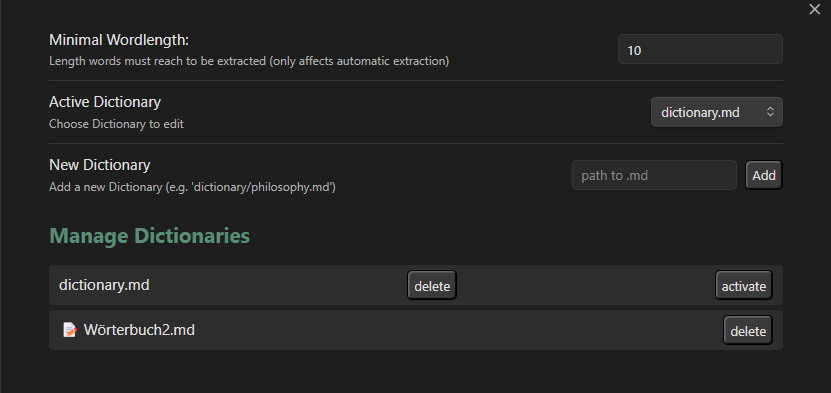 Minimal Wordlength:
Length words must reach to be extracted (only affects automatic extraction)
10
Active Dictionary
Choose Dictionary to edit
dictionary.md
New Dictionary
Add a new Dictionary (e.g. 'dictionary/philosophy.md')
path to .md
Add
Manage Dictionaries
dictionary.md
delete
activate
📝 Wörterbuch2.md
delete